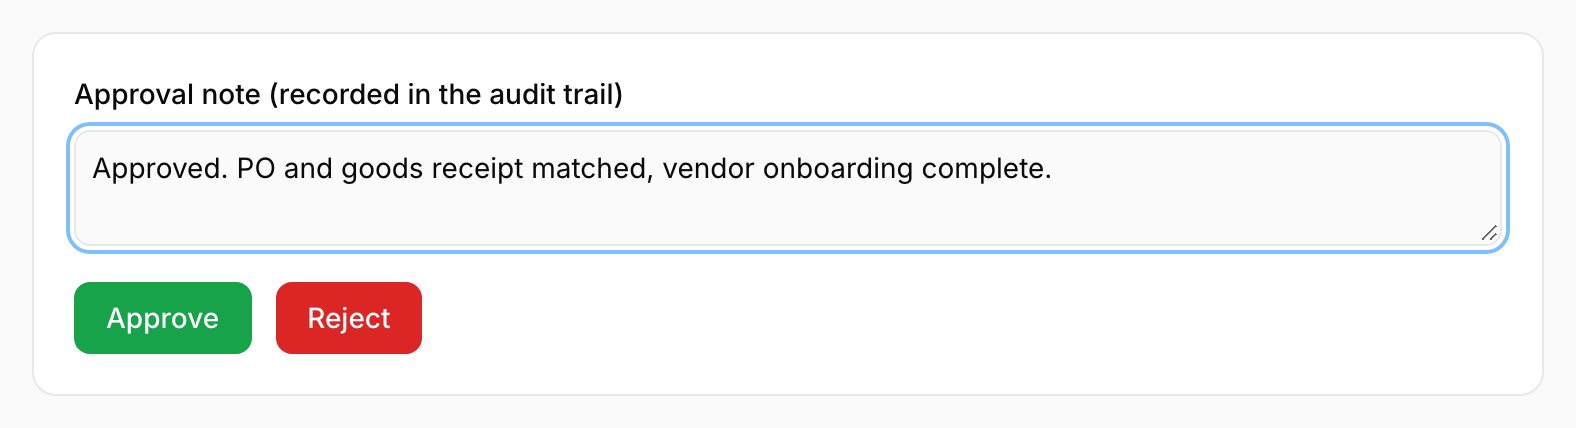 Approval note (recorded in the audit trail)
Approved. PO and goods receipt matched, vendor onboarding complete.
Approve Reject